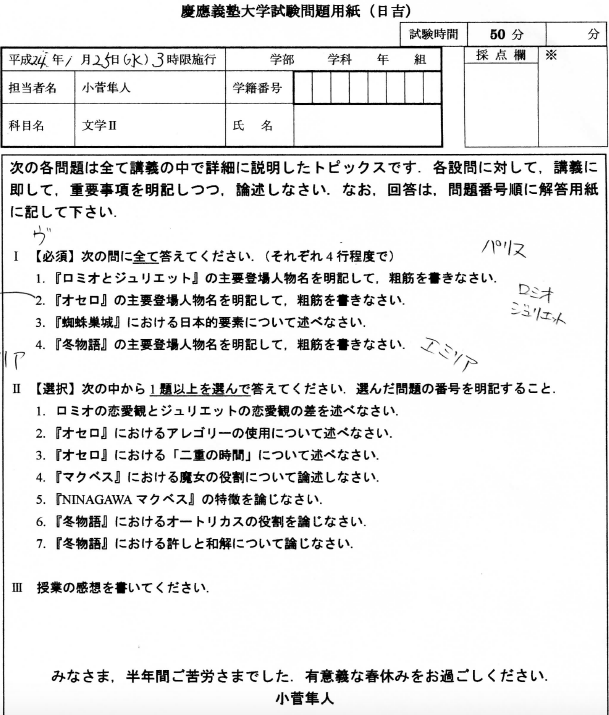 慶應義塾大学試験問題用紙（日吉）
試験時間 50 分 分
平成24年1月25日(水)3時限施行 学部 学科 年 組 採点欄 ※
担当者名 小菅隼人 学籍番号
科目名 文学Ⅱ 氏 名
次の各問題は全て講義の中で詳細に説明したトピックスです．各設問に対して，講義に
即して，重要事項を明記しつつ，論述しなさい．なお，回答は，問題番号順に解答用紙
に記して下さい．
ヴ
Ⅰ 【必須】次の問に全て答えてください．（それぞれ4行程度で）
パリス
1．『ロミオとジュリエット』の主要登場人物名を明記して，粗筋を書きなさい．
2．『オセロ』の主要登場人物名を明記して，粗筋を書きなさい．
ロミオ
ジュリエット
3．『蜘蛛巣城』における日本的要素について述べなさい．
4．『冬物語』の主要登場人物名を明記して，粗筋を書きなさい．
エミリア
リア
Ⅱ 【選択】次の中から1題以上を選んで答えてください．選んだ問題の番号を明記すること．
1．ロミオの恋愛観とジュリエットの恋愛観の差を述べなさい．
2．『オセロ』におけるアレゴリーの使用について述べなさい．
3．『オセロ』における「二重の時間」について述べなさい．
4．『マクベス』における魔女の役割について論述しなさい．
5．『NINAGAWA マクベス』の特徴を論じなさい．
6．『冬物語』におけるオートリカスの役割を論じなさい．
7．『冬物語』における許しと和解について論じなさい．
Ⅲ 授業の感想を書いてください．
みなさま，半年間ご苦労さまでした．有意義な春休みをお過ごしください．
小菅隼人